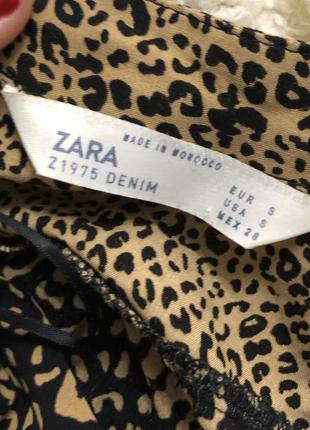 ZARA
Z1975 DENIM
MADE IN MOROCCO
EUR S
USA S
MEX 26